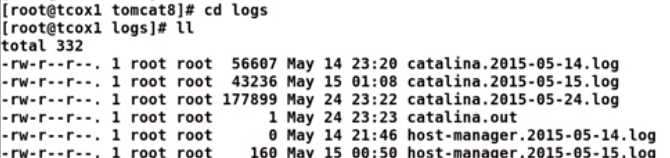 [root@tcox1 tomcat8]# cd logs
[root@tcox1 logs]# ll
total 332
-rw-r--r--. 1 root root  56607 May 14 23:20 catalina.2015-05-14.log
-rw-r--r--. 1 root root  43236 May 15 01:08 catalina.2015-05-15.log
-rw-r--r--. 1 root root 177899 May 24 23:22 catalina.2015-05-24.log
-rw-r--r--. 1 root root      1 May 24 23:23 catalina.out
-rw-r--r--. 1 root root      0 May 14 21:46 host-manager.2015-05-14.log
-rw-r--r--. 1 root root    160 May 15 00:50 host-manager.2015-05-15.log